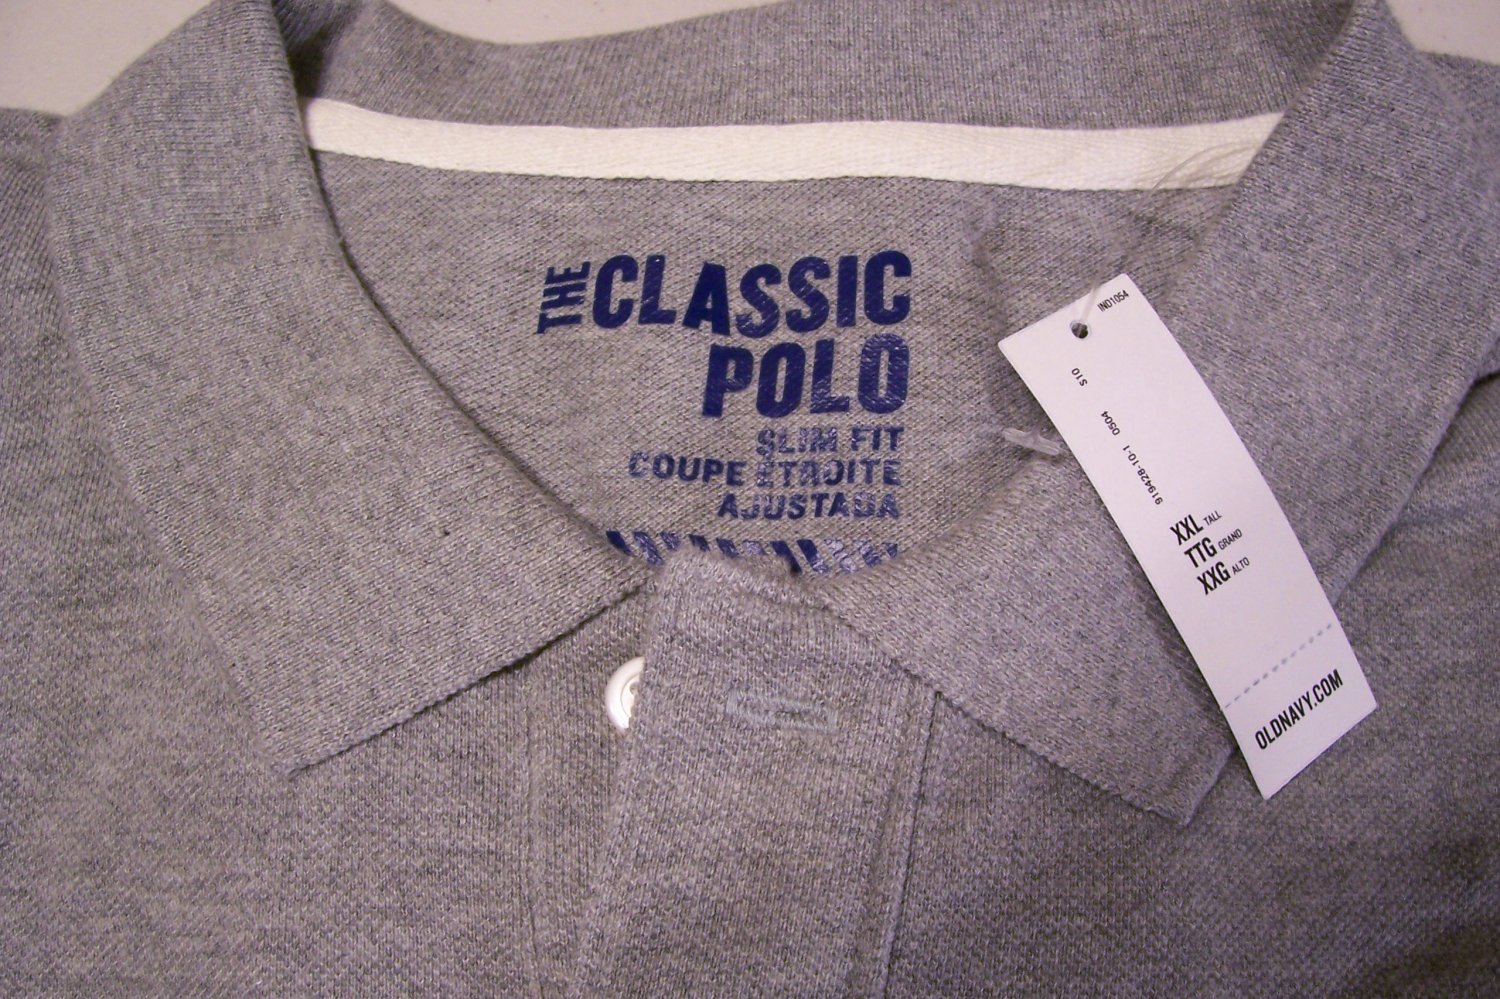 THE CLASSIC
POLO
SLIM FIT
COUPE ÉTROITE
AJUSTADA
IND1054
S10
919428-10-1 0504
XXL TALL
TTG GRAND
XXG ALTO
OLDNAVY.COM